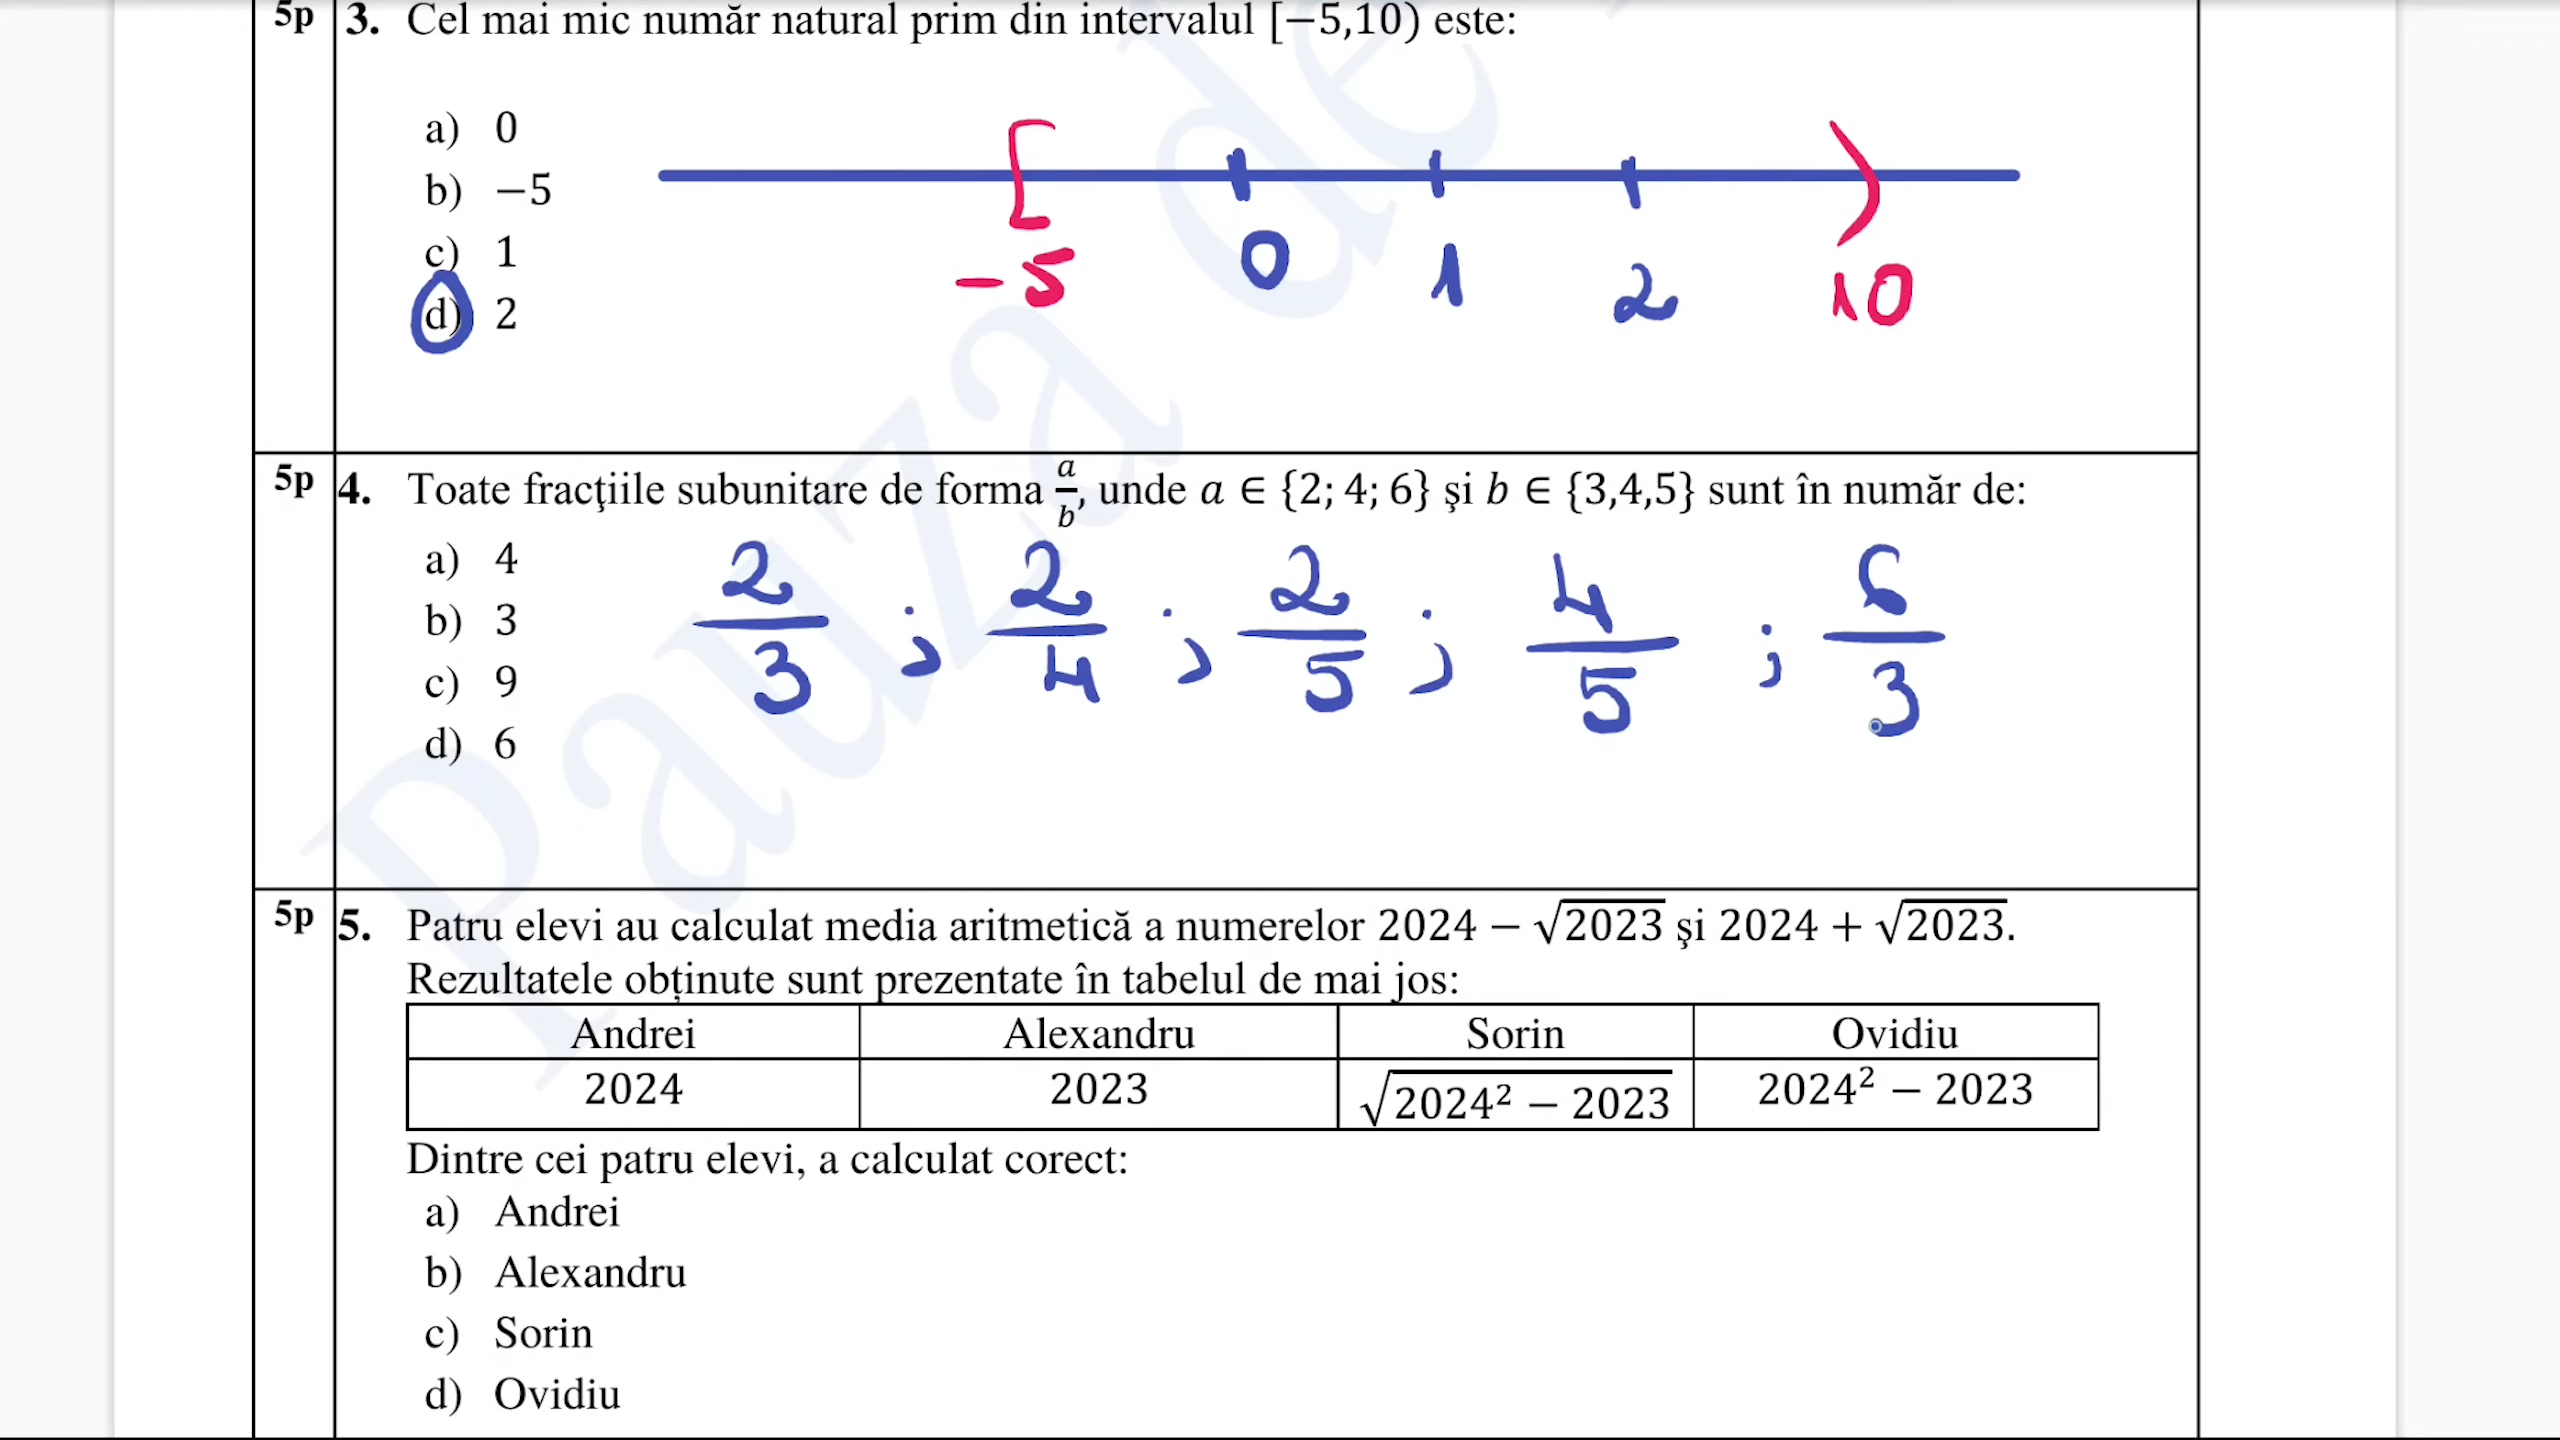 5p 3. Cel mai mic număr natural prim din intervalul [−5,10) este:
a) 0
b) −5
c) 1
d) 2
-5 0 1 2 10
5p 4. Toate fracţiile subunitare de forma a/b, unde a ∈ {2; 4; 6} şi b ∈ {3,4,5} sunt în număr de:
a) 4
b) 3
c) 9
d) 6
2/3 ; 2/4 ; 2/5 ; 4/5 ; 6/3
5p 5. Patru elevi au calculat media aritmetică a numerelor 2024 − √2023 şi 2024 + √2023.
Rezultatele obținute sunt prezentate în tabelul de mai jos:
Andrei Alexandru Sorin Ovidiu
2024 2023 √(2024² − 2023) 2024² − 2023
Dintre cei patru elevi, a calculat corect:
a) Andrei
b) Alexandru
c) Sorin
d) Ovidiu
Pauza de